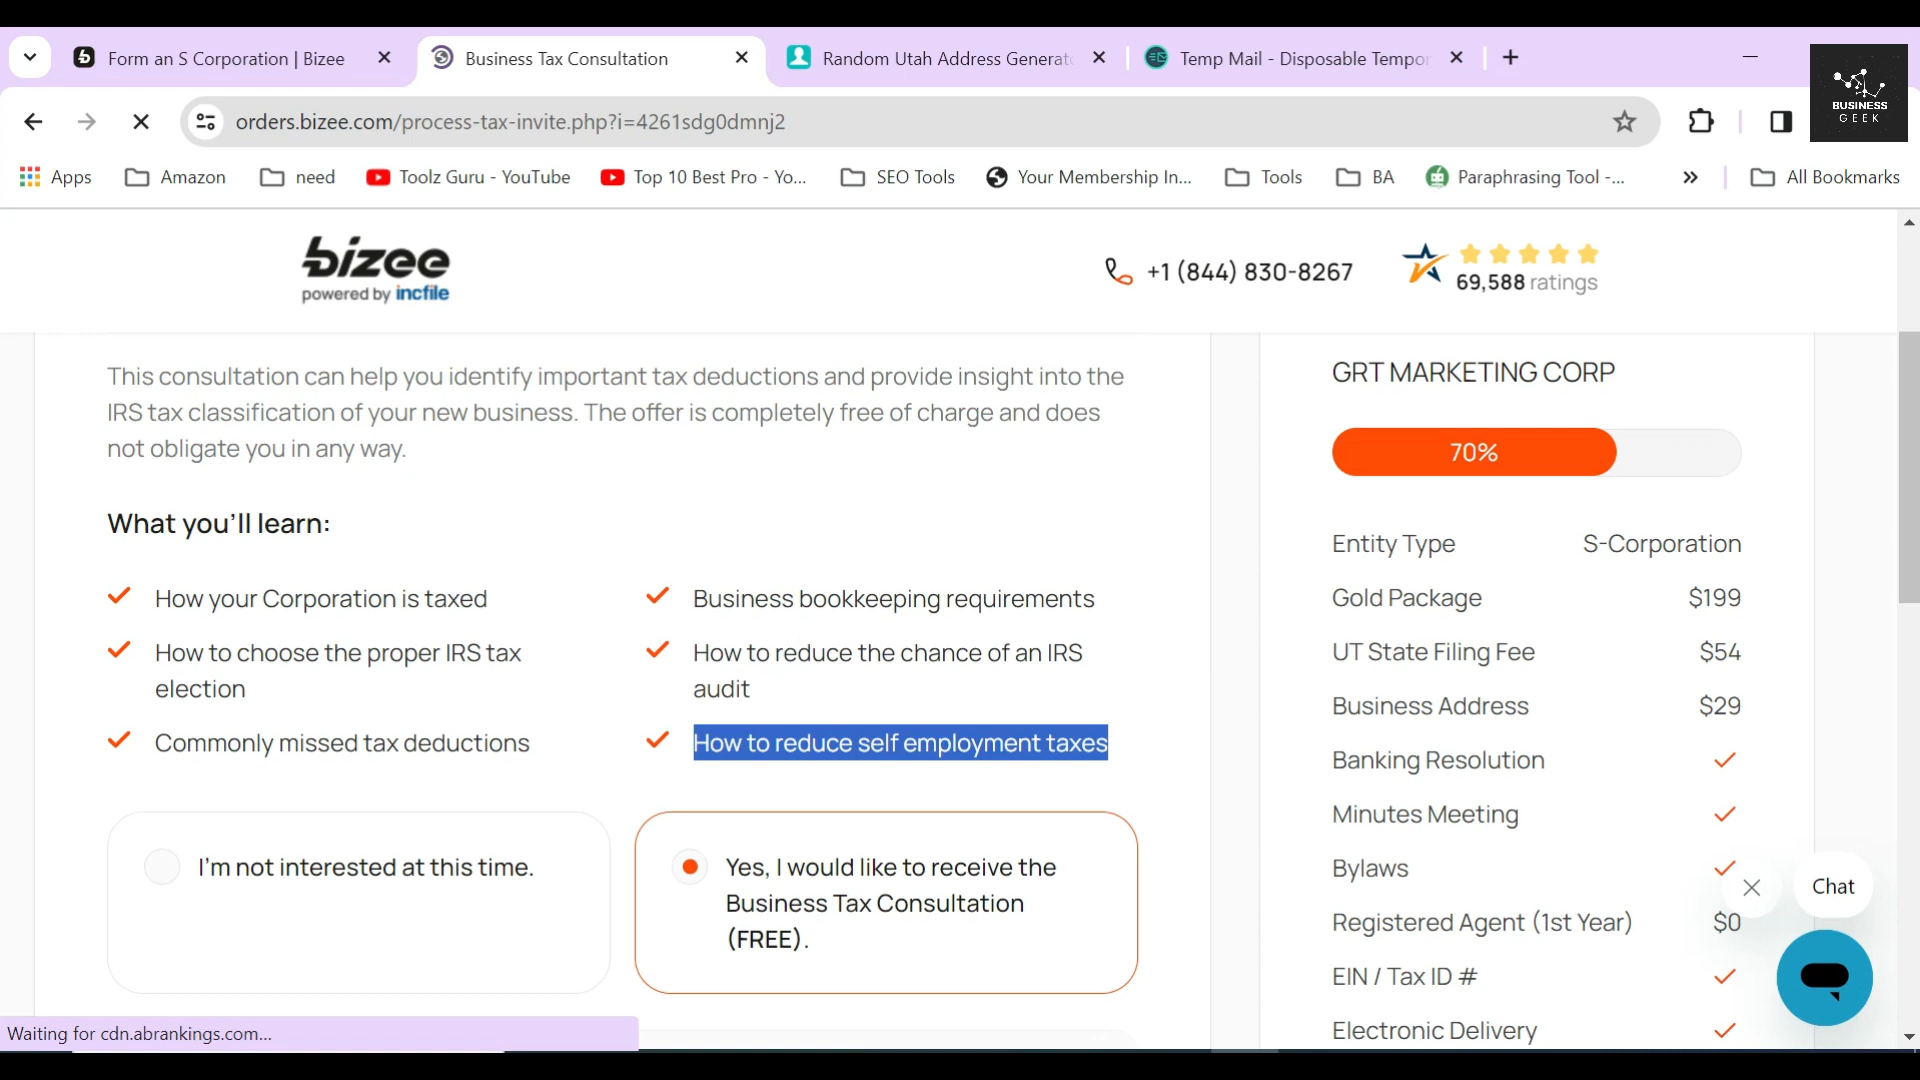 Form an S Corporation | Bizee
Business Tax Consultation
Random Utah Address Generat
Temp Mail - Disposable Tempor
BUSINESS
GEEK
orders.bizee.com/process-tax-invite.php?i=4261sdg0dmnj2
Apps
Amazon
need
Toolz Guru - YouTube
Top 10 Best Pro - Yo...
SEO Tools
Your Membership In...
Tools
BA
Paraphrasing Tool -...
All Bookmarks
bizee
powered by incfile
+1 (844) 830-8267
69,588 ratings
This consultation can help you identify important tax deductions and provide insight into the
IRS tax classification of your new business. The offer is completely free of charge and does
not obligate you in any way.
What you'll learn:
How your Corporation is taxed
How to choose the proper IRS tax
election
Commonly missed tax deductions
Business bookkeeping requirements
How to reduce the chance of an IRS
audit
How to reduce self employment taxes
I'm not interested at this time.
Yes, I would like to receive the
Business Tax Consultation
(FREE).
GRT MARKETING CORP
70%
Entity Type S-Corporation
Gold Package $199
UT State Filing Fee $54
Business Address $29
Banking Resolution
Minutes Meeting
Bylaws
Registered Agent (1st Year) $0
EIN / Tax ID #
Electronic Delivery
Chat
Waiting for cdn.abrankings.com...